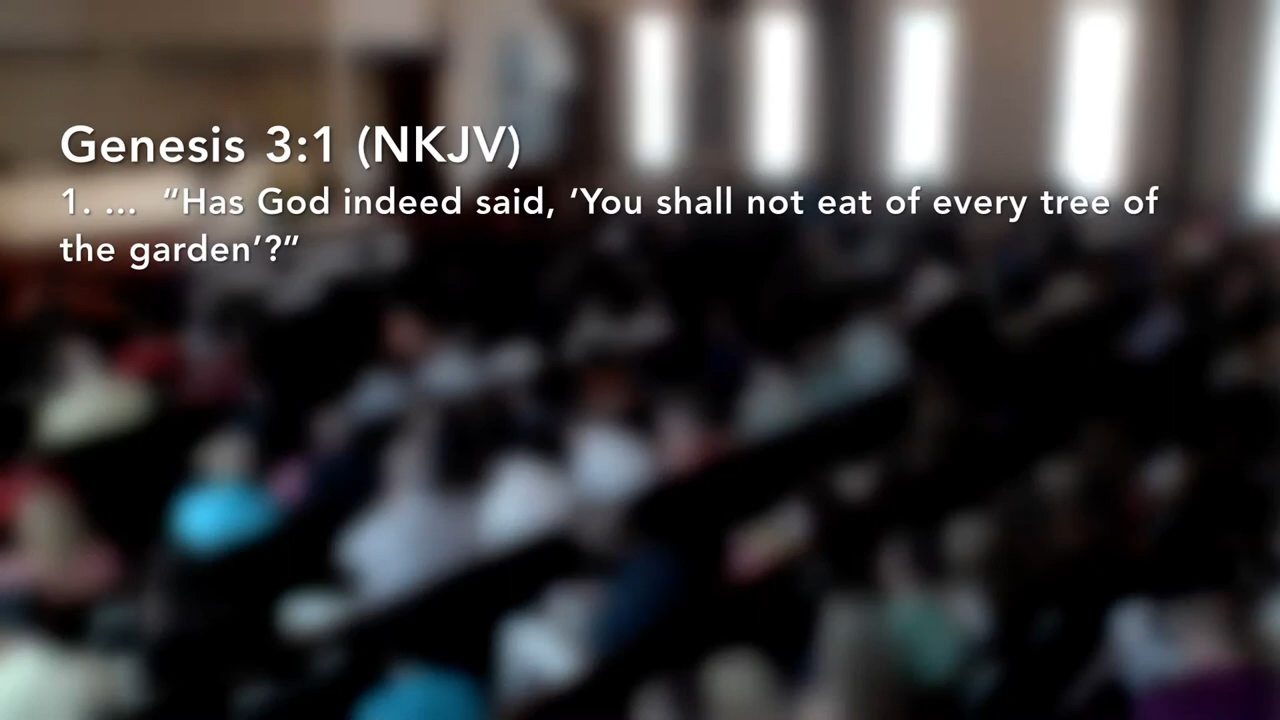 Genesis 3:1 (NKJV)
1. ... ”Has God indeed said, ‘You shall not eat of every tree of
the garden’?”